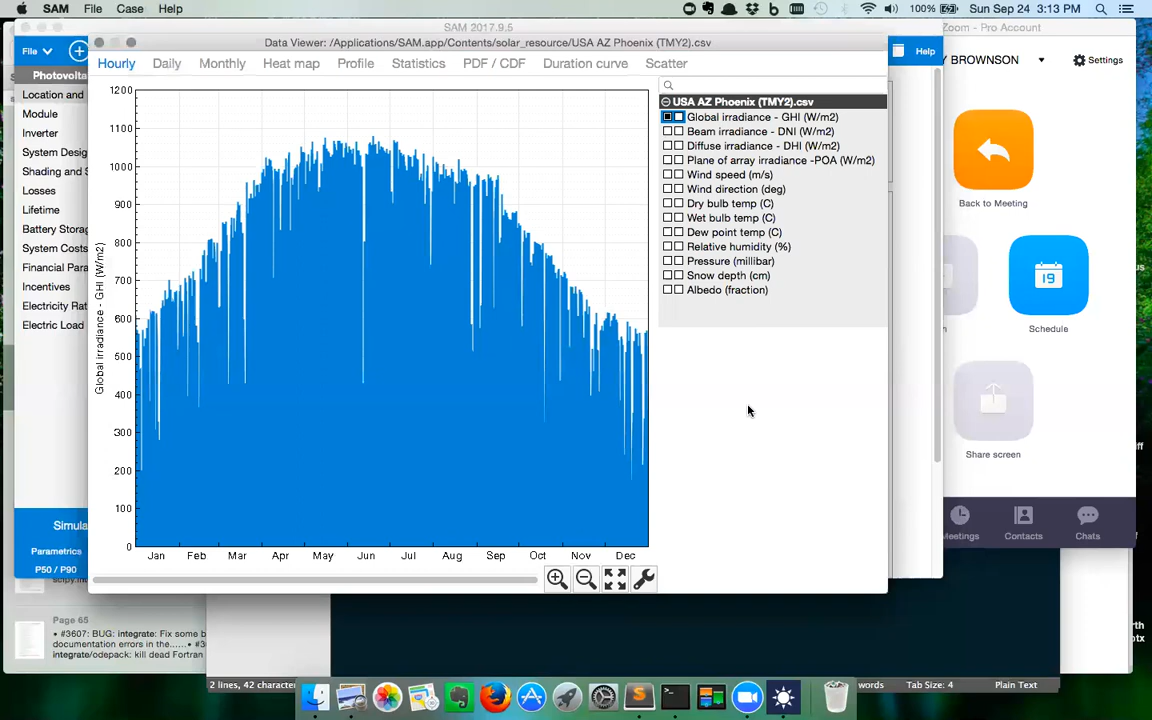 SAM File Case Help
100% Sun Sep 24 3:13 PM
SAM 2017.9.5
Zoom - Pro Account
File
Help
Data Viewer: /Applications/SAM.app/Contents/solar_resource/USA AZ Phoenix (TMY2).csv
Hourly Daily Monthly Heat map Profile Statistics PDF / CDF Duration curve Scatter
Photovolta
Location and
Module
Inverter
System Desig
Shading and S
Losses
Lifetime
Battery Storag
System Costs
Financial Para
Incentives
Electricity Rat
Electric Load
Simula
Parametrics
P50 / P90
Global irradiance - GHI (W/m2)
1200
1100
1000
900
800
700
600
500
400
300
200
100
0
Jan Feb Mar Apr May Jun Jul Aug Sep Oct Nov Dec
USA AZ Phoenix (TMY2).csv
Global irradiance - GHI (W/m2)
Beam irradiance - DNI (W/m2)
Diffuse irradiance - DHI (W/m2)
Plane of array irradiance -POA (W/m2)
Wind speed (m/s)
Wind direction (deg)
Dry bulb temp (C)
Wet bulb temp (C)
Dew point temp (C)
Relative humidity (%)
Pressure (millibar)
Snow depth (cm)
Albedo (fraction)
Y BROWNSON
Settings
Back to Meeting
19
Schedule
Share screen
Meetings Contacts Chats
Page 65
• #3607: BUG: integrate: Fix some b
documentation errors in the......• #3
integrate/odepack: kill dead Fortran
2 lines, 42 character
words
Tab Size: 4
Plain Text